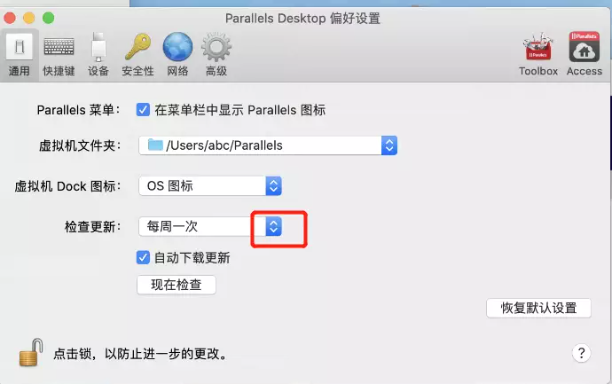 Parallels Desktop 偏好设置
通用 快捷键 设备 安全性 网络 高级 Toolbox Access
Parallels 菜单： 在菜单栏中显示 Parallels 图标
虚拟机文件夹： /Users/abc/Parallels
虚拟机 Dock 图标： OS 图标
检查更新： 每周一次
自动下载更新
现在检查
恢复默认设置
点击锁，以防止进一步的更改。 ?